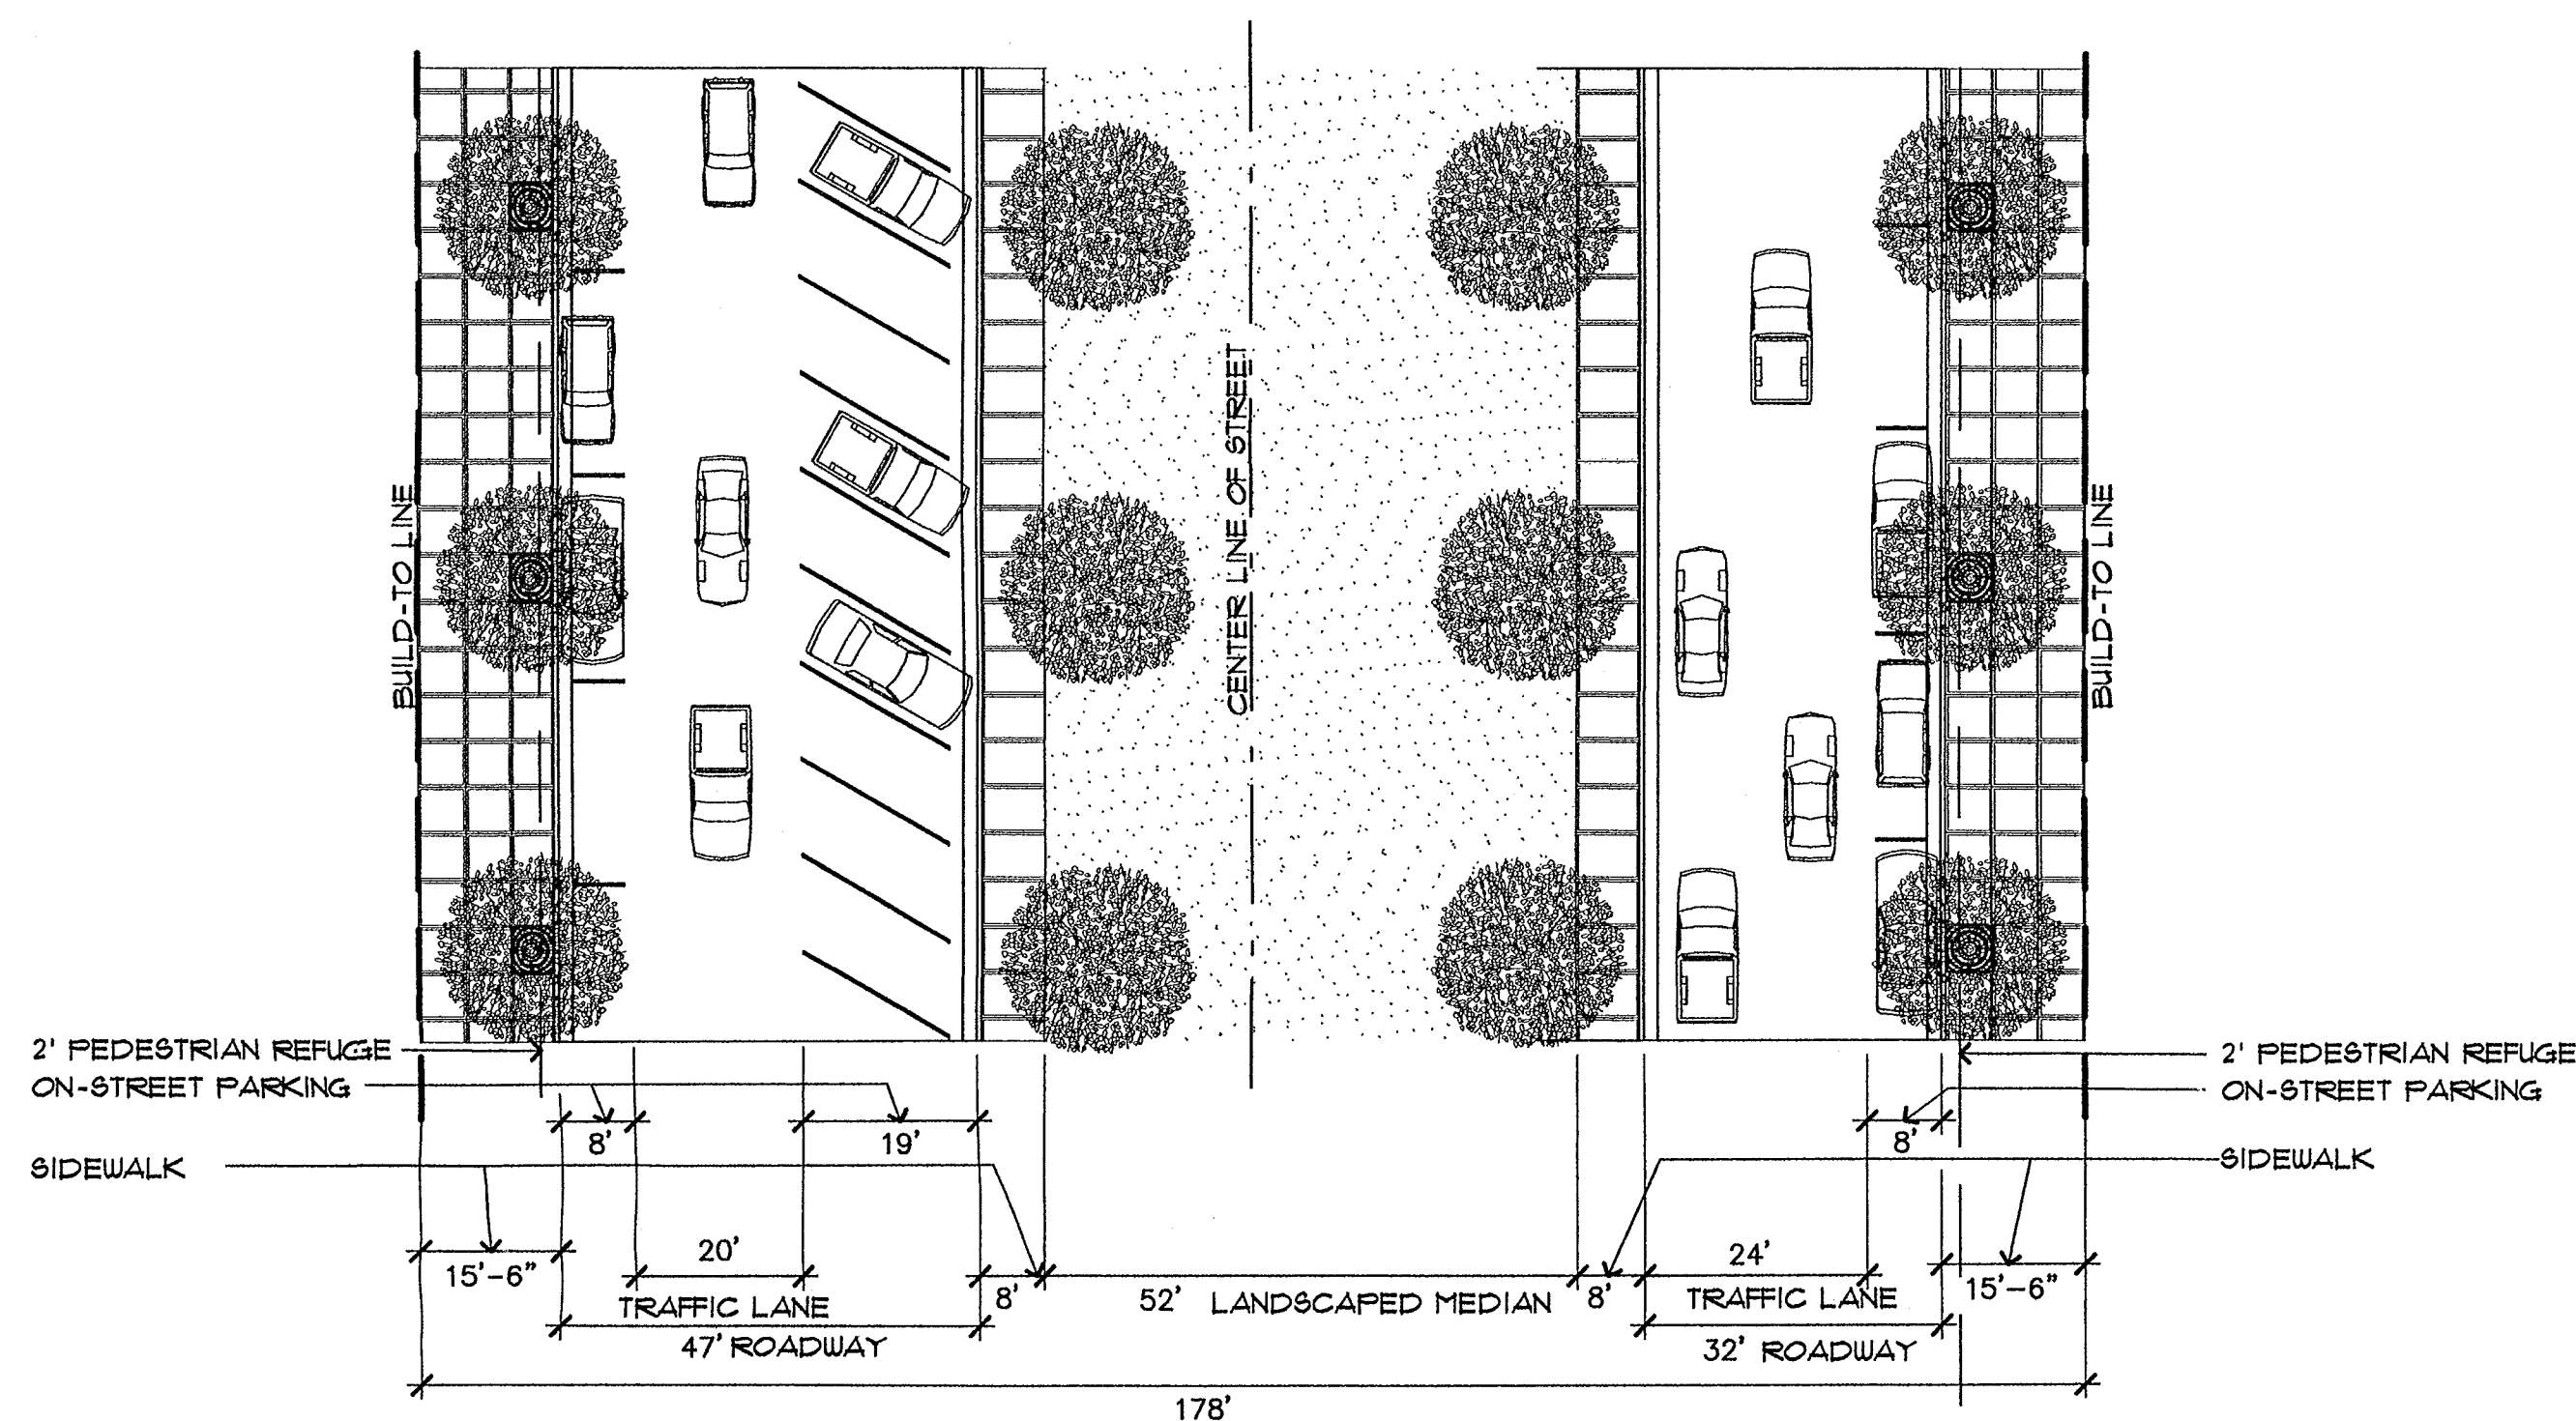 BUILD-TO LINE
CENTER LINE OF STREET
BUILD-TO LINE
2' PEDESTRIAN REFUGE
ON-STREET PARKING
SIDEWALK
2' PEDESTRIAN REFUGE
ON-STREET PARKING
SIDEWALK
8'
19'
8'
15'-6"
20'
TRAFFIC LANE
47' ROADWAY
8'
52' LANDSCAPED MEDIAN
8'
24'
TRAFFIC LANE
32' ROADWAY
15'-6"
178'